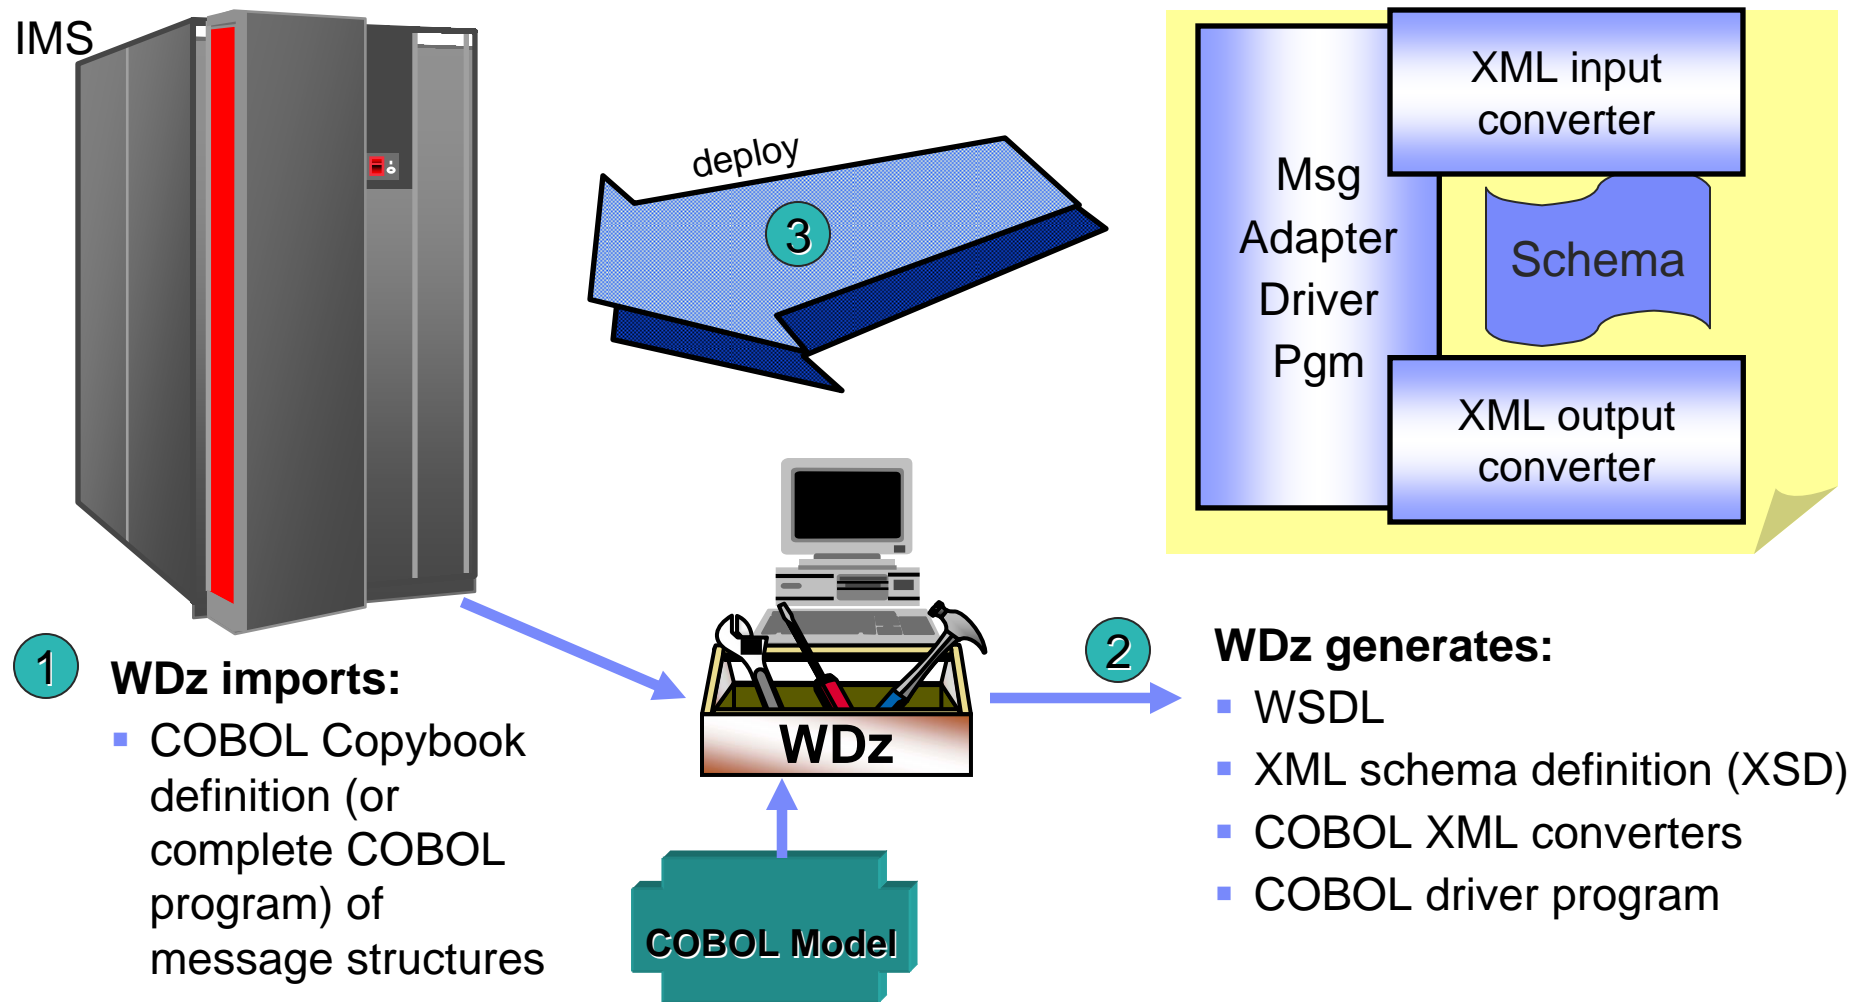 IMS
deploy
3
XML input
converter
Msg
Adapter
Driver
Pgm
Schema
XML output
converter
1
WDz imports:
COBOL Copybook
definition (or
complete COBOL
program) of
message structures
WDz
COBOL Model
2
WDz generates:
WSDL
XML schema definition (XSD)
COBOL XML converters
COBOL driver program